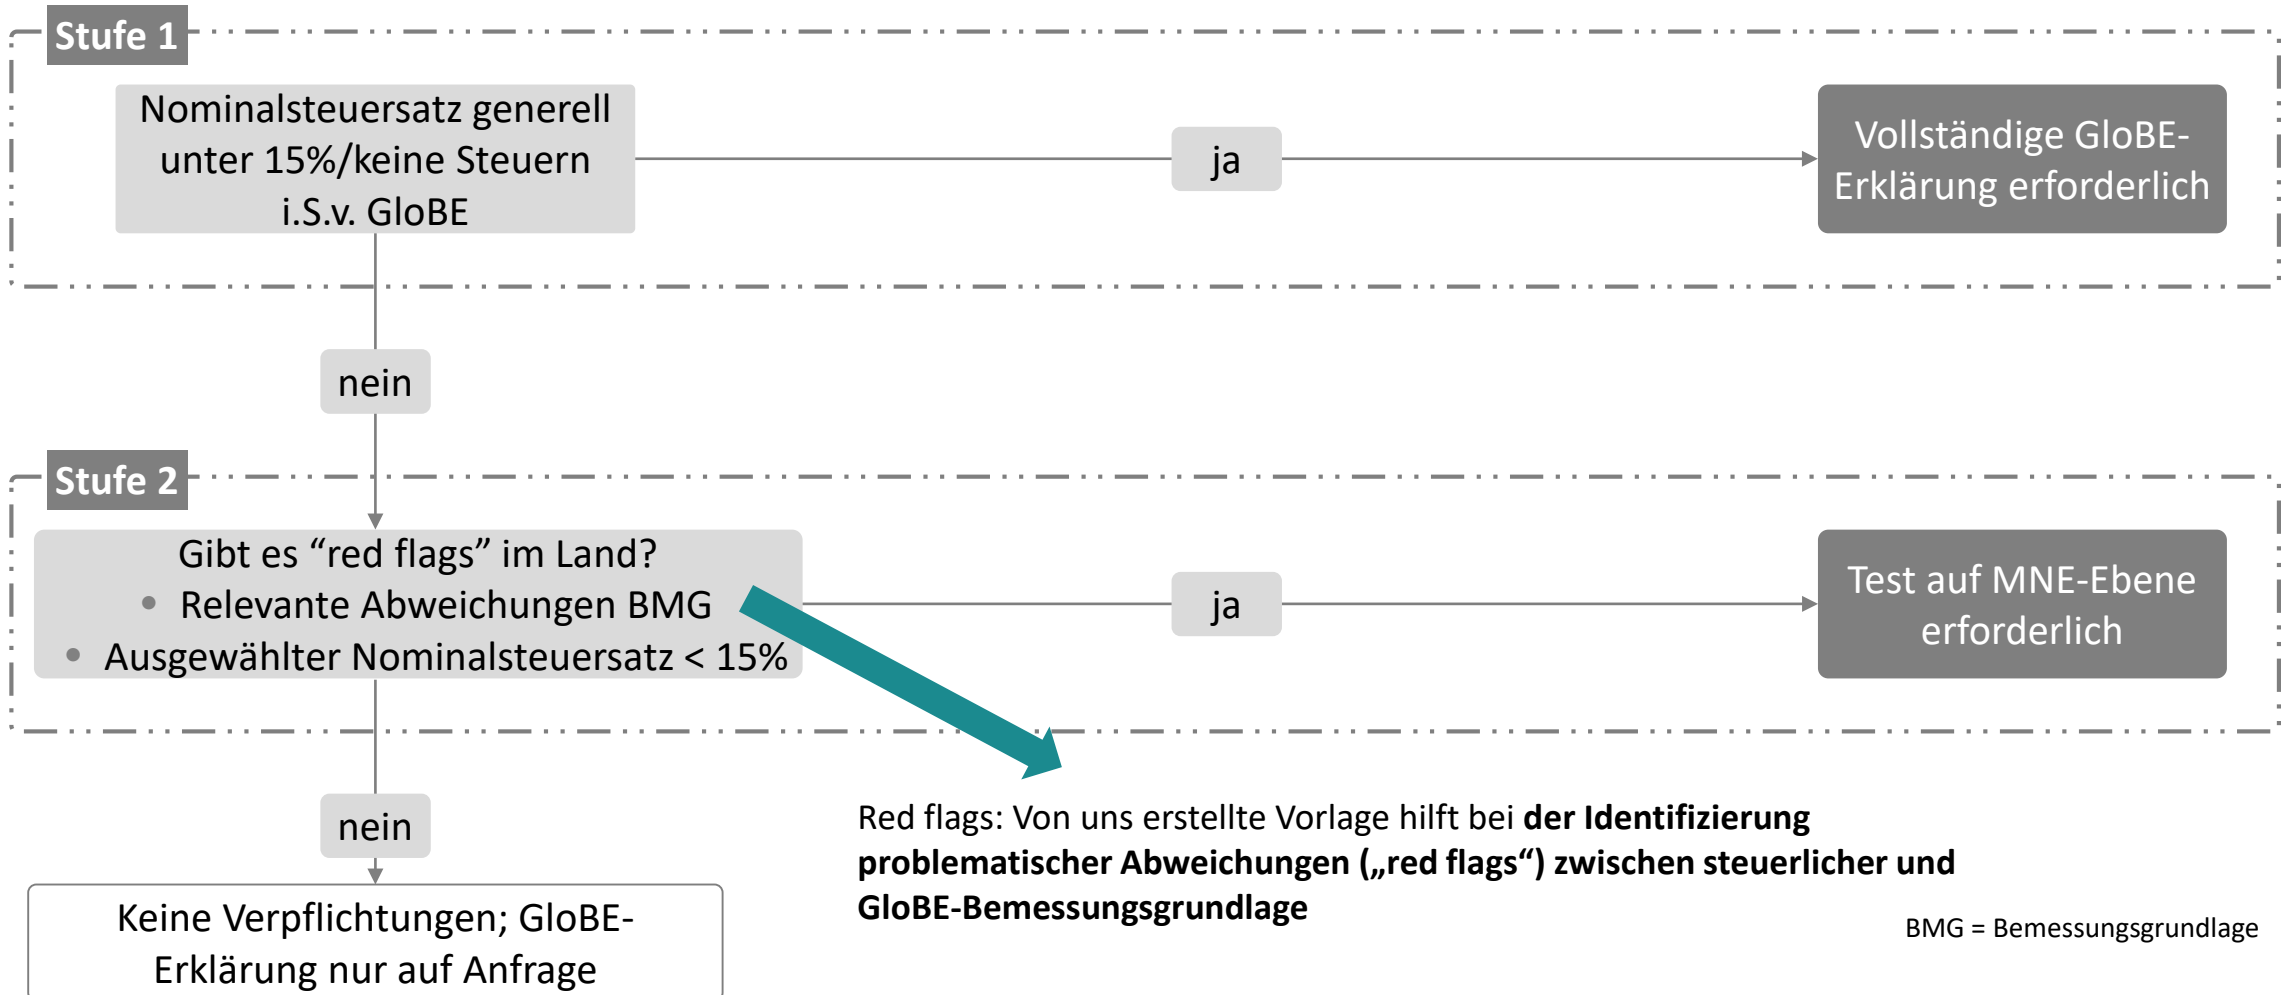 Stufe 1
Nominalsteuersatz generell
unter 15%/keine Steuern
i.S.v. GloBE
ja
Vollständige GloBE-
Erklärung erforderlich
nein
Stufe 2
Gibt es “red flags” im Land?
• Relevante Abweichungen BMG
• Ausgewählter Nominalsteuersatz < 15%
ja
Test auf MNE-Ebene
erforderlich
nein
Keine Verpflichtungen; GloBE-
Erklärung nur auf Anfrage
Red flags: Von uns erstellte Vorlage hilft bei der Identifizierung
problematischer Abweichungen („red flags“) zwischen steuerlicher und
GloBE-Bemessungsgrundlage
BMG = Bemessungsgrundlage